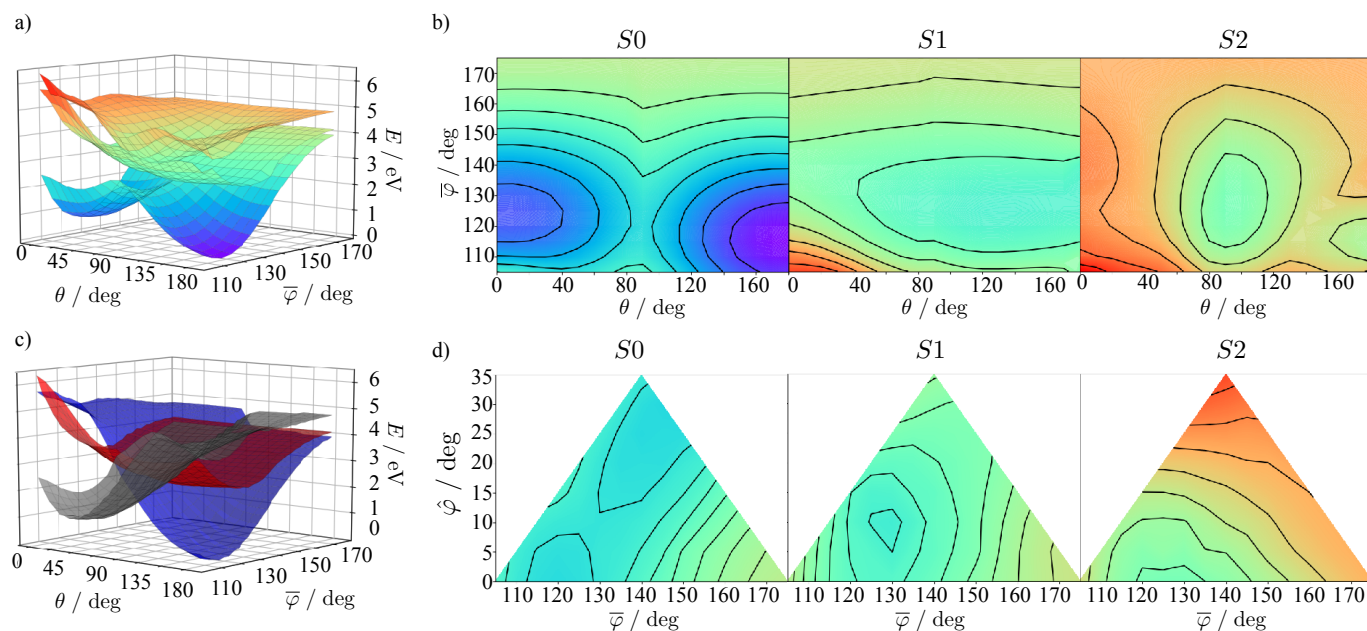 a)
6
5
4
3
2
1
0
E / eV
0
45
90
135
180
θ / deg
110
130
150
170
φ̅ / deg
b)
S0
S1
S2
170
160
150
140
130
120
110
φ̅ / deg
0 40 80 120 160
0 40 80 120 160
0 40 80 120 160
θ / deg
θ / deg
θ / deg
c)
6
5
4
3
2
1
0
E / eV
0
45
90
135
180
θ / deg
110
130
150
170
φ̅ / deg
d)
S0
S1
S2
35
30
25
20
15
10
5
0
φ̂ / deg
110 120 130 140 150 160 170
110 120 130 140 150 160 170
110 120 130 140 150 160 170
φ̅ / deg
φ̅ / deg
φ̅ / deg